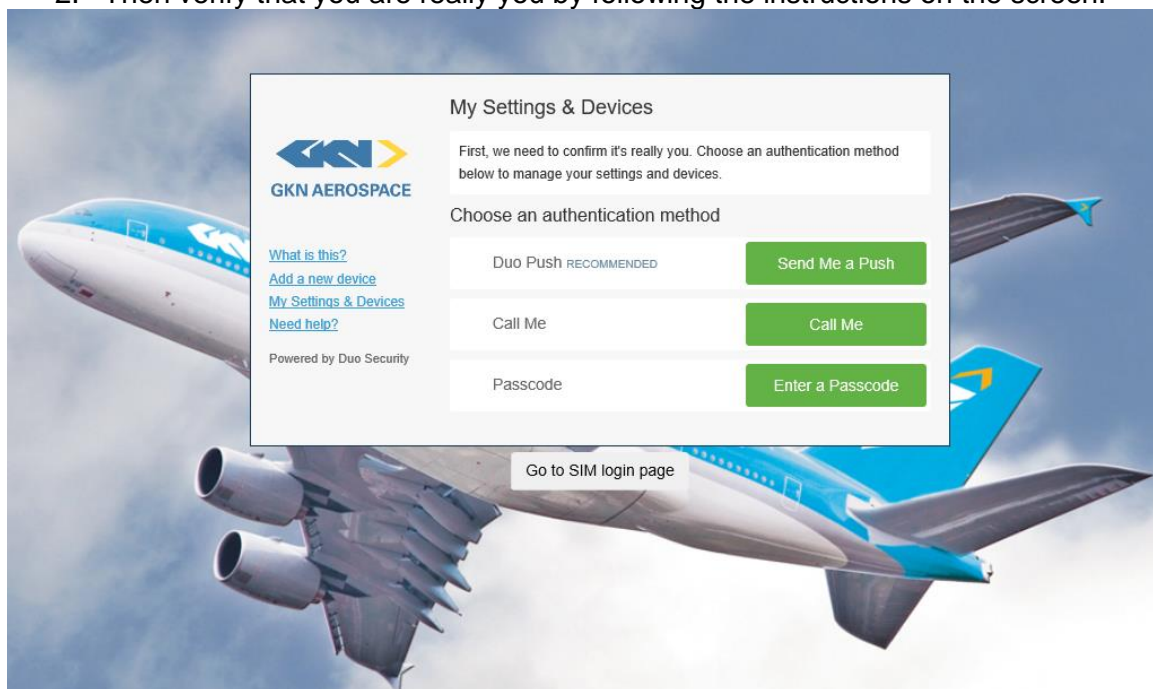 2. Then verify that you are really you by following the instructions on the screen.
My Settings & Devices
First, we need to confirm it's really you. Choose an authentication method
below to manage your settings and devices.
GKN
GKN AEROSPACE
Choose an authentication method
What is this?
Add a new device
My Settings & Devices
Need help?
Powered by Duo Security
Duo Push RECOMMENDED
Send Me a Push
Call Me
Call Me
Passcode
Enter a Passcode
Go to SIM login page